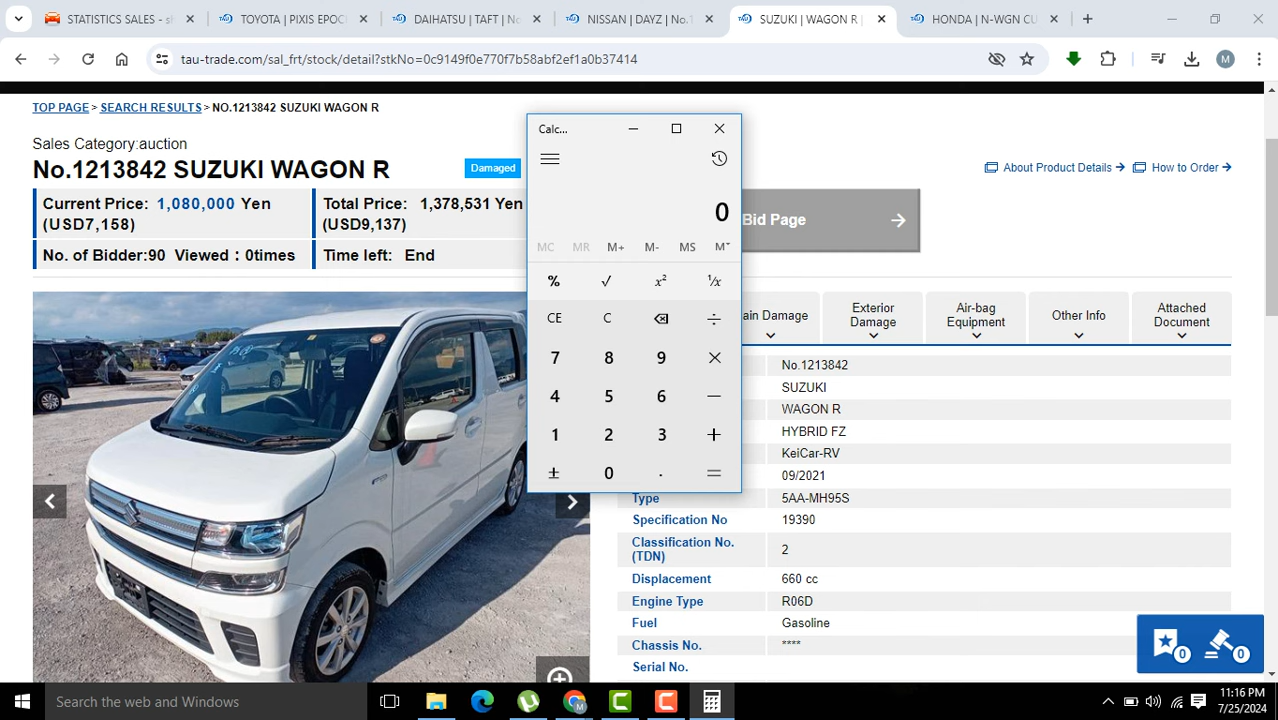 STATISTICS SALES - s
TOYOTA | PIXIS EPOC
DAIHATSU | TAFT | No
NISSAN | DAYZ | No.1
SUZUKI | WAGON R |
HONDA | N-WGN CU
tau-trade.com/sal_frt/stock/detail?stkNo=0c9149f0e770f7b58abf2ef1a0b37414
M
TOP PAGE > SEARCH RESULTS > NO.1213842 SUZUKI WAGON R
Sales Category:auction
No.1213842 SUZUKI WAGON R
Damaged
About Product Details
How to Order
Current Price: 1,080,000 Yen
(USD7,158)
Total Price: 1,378,531 Yen
(USD9,137)
No. of Bidder:90 Viewed：0times
Time left: End
Bid Page
Calc...
0
MC MR M+ M- MS M˅
% √ x² ¹/x
CE C ÷
7 8 9 ×
4 5 6 −
1 2 3 +
± 0 . =
ain Damage
Exterior
Damage
Air-bag
Equipment
Other Info
Attached
Document
No.1213842
SUZUKI
WAGON R
HYBRID FZ
KeiCar-RV
09/2021
Type 5AA-MH95S
Specification No 19390
Classification No.
(TDN)
2
Displacement 660 cc
Engine Type R06D
Fuel Gasoline
Chassis No. ****
Serial No.
0
0
Search the web and Windows
M
11:16 PM
7/25/2024